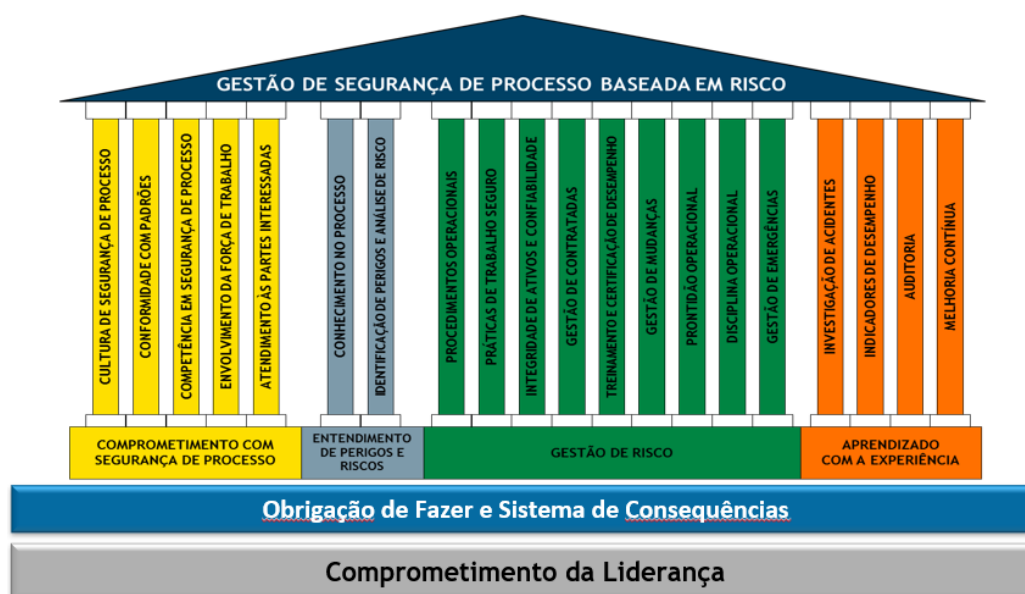 GESTÃO DE SEGURANÇA DE PROCESSO BASEADA EM RISCO
CULTURA DE SEGURANÇA DE PROCESSO
CONFORMIDADE COM PADRÕES
COMPETÊNCIA EM SEGURANÇA DE PROCESSO
ENVOLVIMENTO DA FORÇA DE TRABALHO
ATENDIMENTO ÀS PARTES INTERESSADAS
CONHECIMENTO NO PROCESSO
IDENTIFICAÇÃO DE PERIGOS E ANÁLISE DE RISCO
PROCEDIMENTOS OPERACIONAIS
PRÁTICAS DE TRABALHO SEGURO
INTEGRIDADE DE ATIVOS E CONFIABILIDADE
GESTÃO DE CONTRATADAS
TREINAMENTO E CERTIFICAÇÃO DE DESEMPENHO
GESTÃO DE MUDANÇAS
PRONTIDÃO OPERACIONAL
DISCIPLINA OPERACIONAL
GESTÃO DE EMERGÊNCIAS
INVESTIGAÇÃO DE ACIDENTES
INDICADORES DE DESEMPENHO
AUDITORIA
MELHORIA CONTÍNUA
COMPROMETIMENTO COM
SEGURANÇA DE PROCESSO
ENTENDIMENTO
DE PERIGOS E
RISCOS
GESTÃO DE RISCO
APRENDIZADO
COM A EXPERIÊNCIA
Obrigação de Fazer e Sistema de Consequências
Comprometimento da Liderança